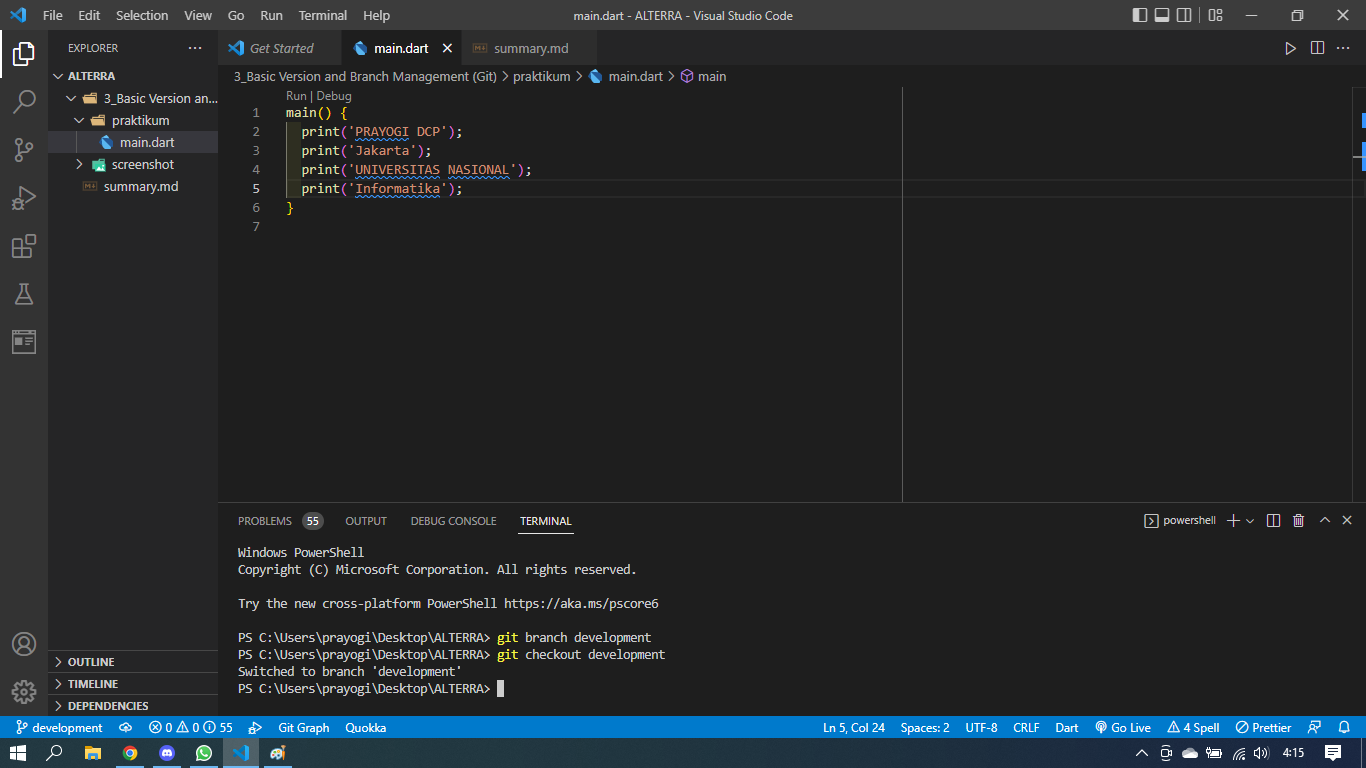 File Edit Selection View Go Run Terminal Help
main.dart - ALTERRA - Visual Studio Code
EXPLORER
ALTERRA
3_Basic Version an...
praktikum
main.dart
screenshot
summary.md
OUTLINE
TIMELINE
DEPENDENCIES
Get Started
main.dart
summary.md
3_Basic Version and Branch Management (Git) > praktikum > main.dart > main
Run | Debug
1 main() {
2 print('PRAYOGI DCP');
3 print('Jakarta');
4 print('UNIVERSITAS NASIONAL');
5 print('Informatika');
6 }
7
PROBLEMS 55 OUTPUT DEBUG CONSOLE TERMINAL
powershell
Windows PowerShell
Copyright (C) Microsoft Corporation. All rights reserved.
Try the new cross-platform PowerShell https://aka.ms/pscore6
PS C:\Users\prayogi\Desktop\ALTERRA> git branch development
PS C:\Users\prayogi\Desktop\ALTERRA> git checkout development
Switched to branch 'development'
PS C:\Users\prayogi\Desktop\ALTERRA>
development 0 0 55 Git Graph Quokka
Ln 5, Col 24 Spaces: 2 UTF-8 CRLF Dart Go Live 4 Spell Prettier
4:15